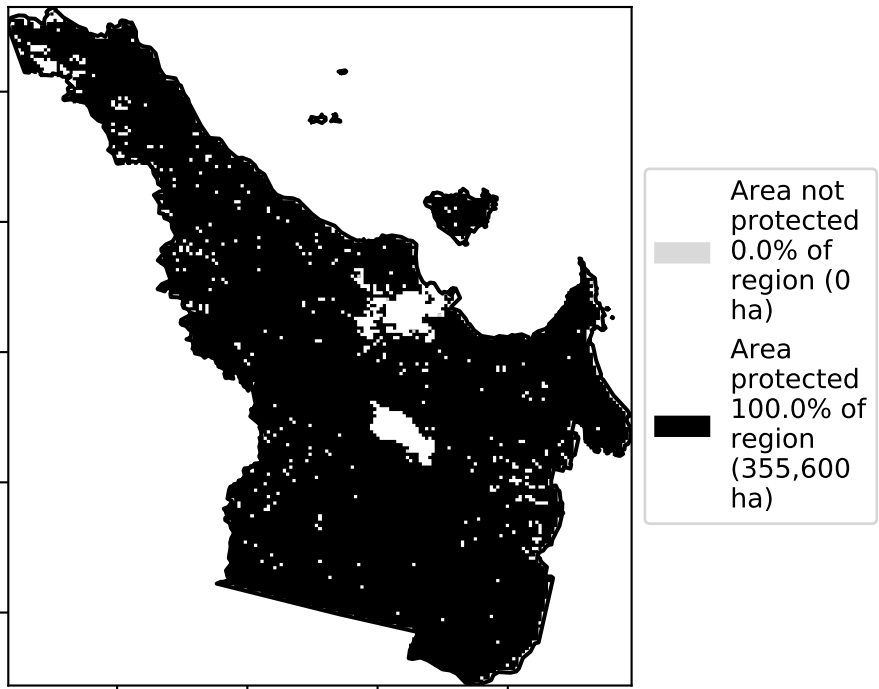 Area not
protected
0.0% of
region (0
ha)
Area
protected
100.0% of
region
(355,600
ha)